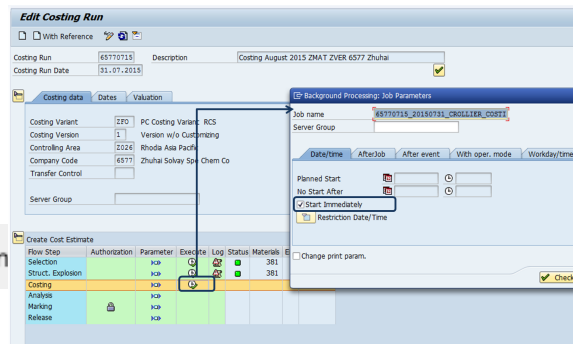 Edit Costing Run
With Reference
Costing Run 65770715 Description Costing August 2015 ZMAT ZVER 6577 Zhuhai
Costing Run Date 31.07.2015
Costing data Dates Valuation
Costing Variant ZFO PC Costing Variant RCS
Costing Version 1 Version w/o Customizing
Controlling Area Z026 Rhodia Asia Pacific
Company Code 6577 Zhuhai Solvay Spe Chem Co
Transfer Control
Server Group
Background Processing: Job Parameters
Job name 65770715_20150731_CROLLIER_COSTI
Server Group
Date/time AfterJob After event With oper. mode Workday/time
Planned Start
No Start After
Start Immediately
Restriction Date/Time
Change print param.
Check
Create Cost Estimate
Flow Step Authorization Parameter Execute Log Status Materials E
Selection 381
Struct. Explosion 381
Costing
Analysis
Marking
Release
n